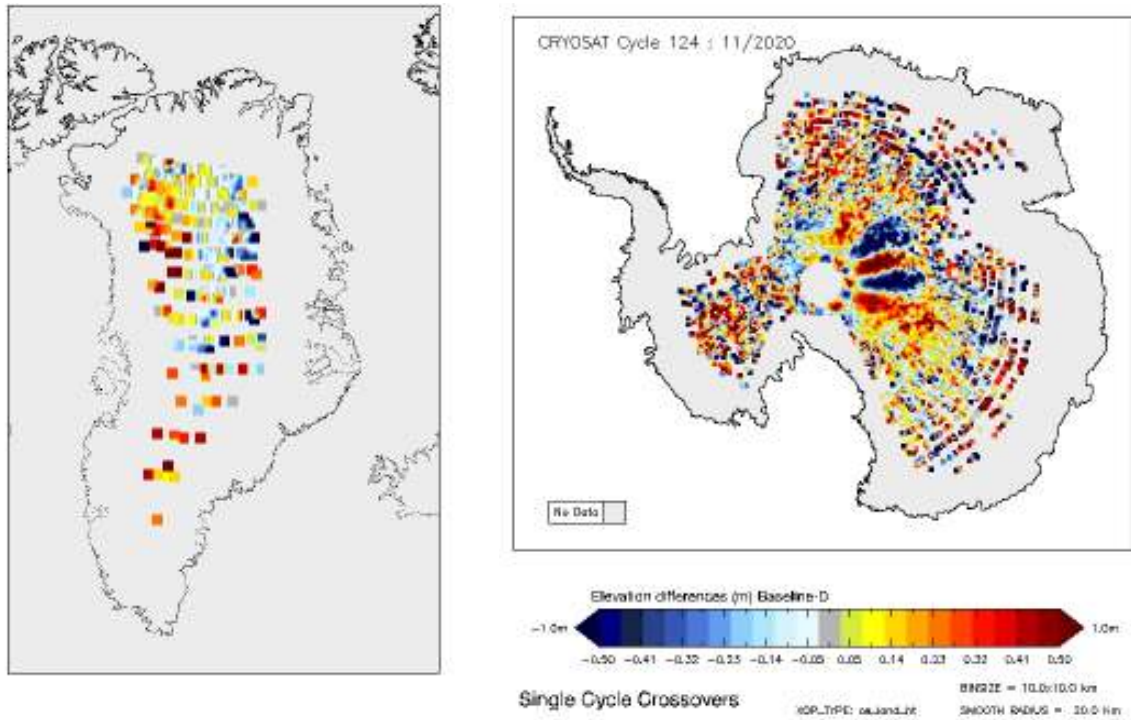 CRYOSAT Cycle 124 : 11/2020
No Data
Elevation differences (m) Baseline-D
-1.0m
1.0m
-0.50 -0.41 -0.32 -0.23 -0.14 -0.05 0.05 0.14 0.23 0.32 0.41 0.50
Single Cycle Crossovers
BINSIZE = 10.0x10.0 km
SMOOTH RADIUS = 20.0 Km